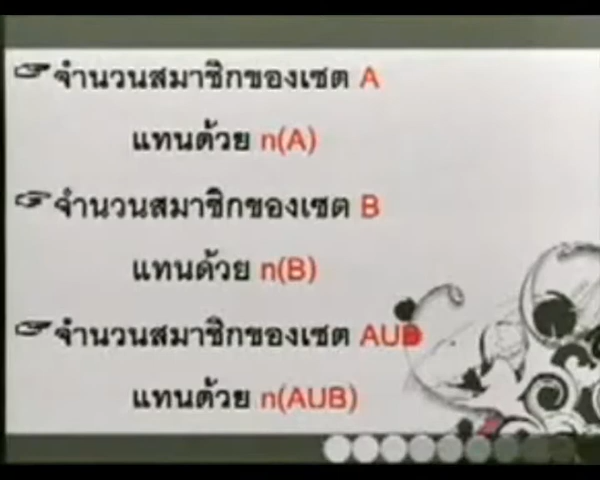 ☞จำนวนสมาชิกของเซต A
แทนด้วย n(A)
☞จำนวนสมาชิกของเซต B
แทนด้วย n(B)
☞จำนวนสมาชิกของเซต AUB
แทนด้วย n(AUB)